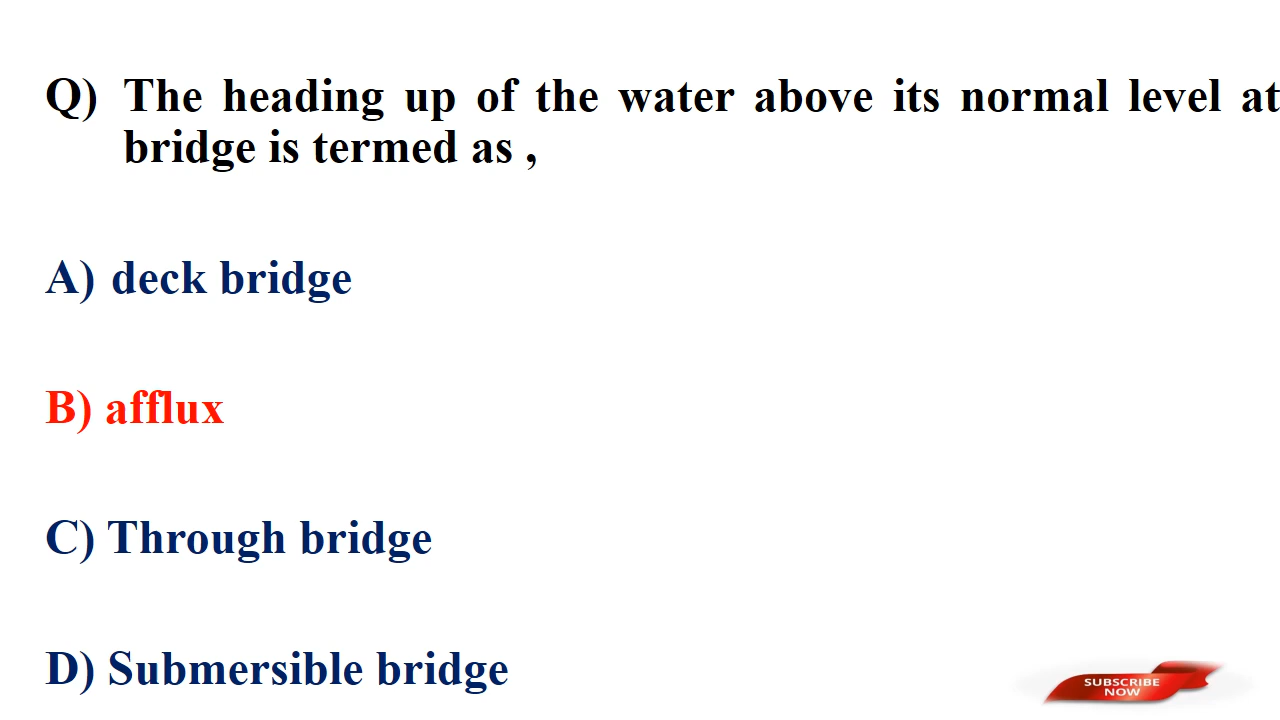 Q) The heading up of the water above its normal level at
bridge is termed as ,
A) deck bridge
B) afflux
C) Through bridge
D) Submersible bridge
SUBSCRIBE
NOW